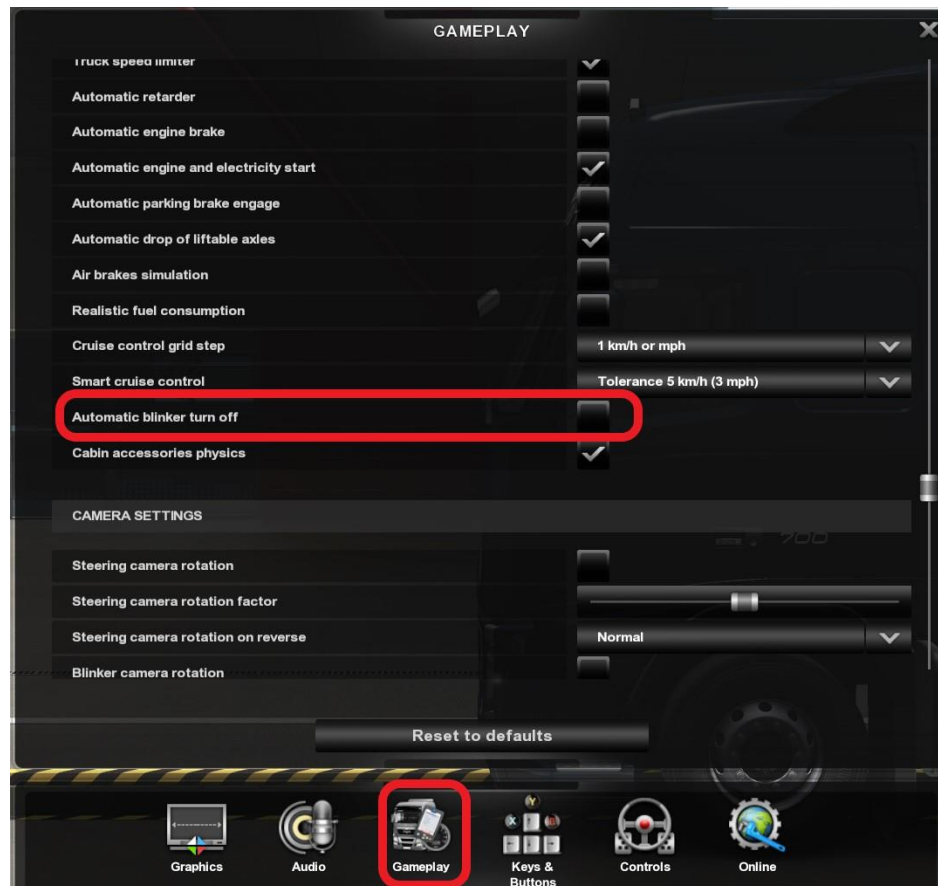 GAMEPLAY
X
Truck speed limiter
Automatic retarder
Automatic engine brake
Automatic engine and electricity start
Automatic parking brake engage
Automatic drop of liftable axles
Air brakes simulation
Realistic fuel consumption
Cruise control grid step 1 km/h or mph
Smart cruise control Tolerance 5 km/h (3 mph)
Automatic blinker turn off
Cabin accessories physics
CAMERA SETTINGS
700
Steering camera rotation
Steering camera rotation factor
Steering camera rotation on reverse Normal
Blinker camera rotation
Reset to defaults
Y
X B
Graphics Audio Gameplay Keys & Controls Online
Buttons